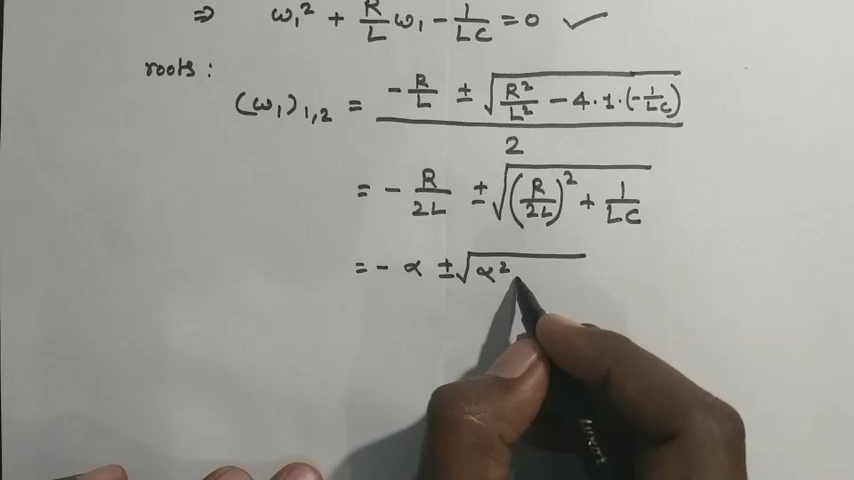 ⇒ ω₁² + R/L ω₁ - 1/LC = 0 ✓
roots :
(ω₁)₁,₂ = (-R/L ± √(R²/L² - 4·1·(-1/LC))) / 2
= - R/2L ± √((R/2L)² + 1/LC)
= - α ± √(α²